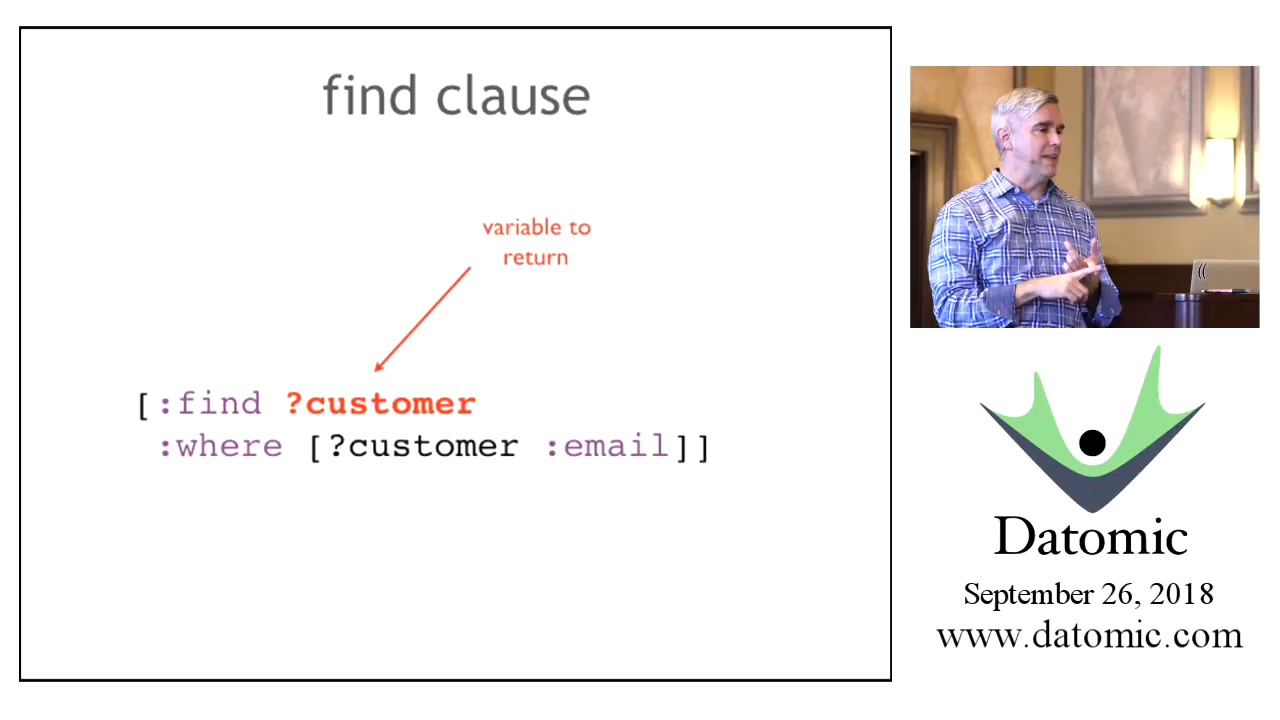 find clause
variable to
return
[:find ?customer
:where [?customer :email]]
Datomic
September 26, 2018
www.datomic.com